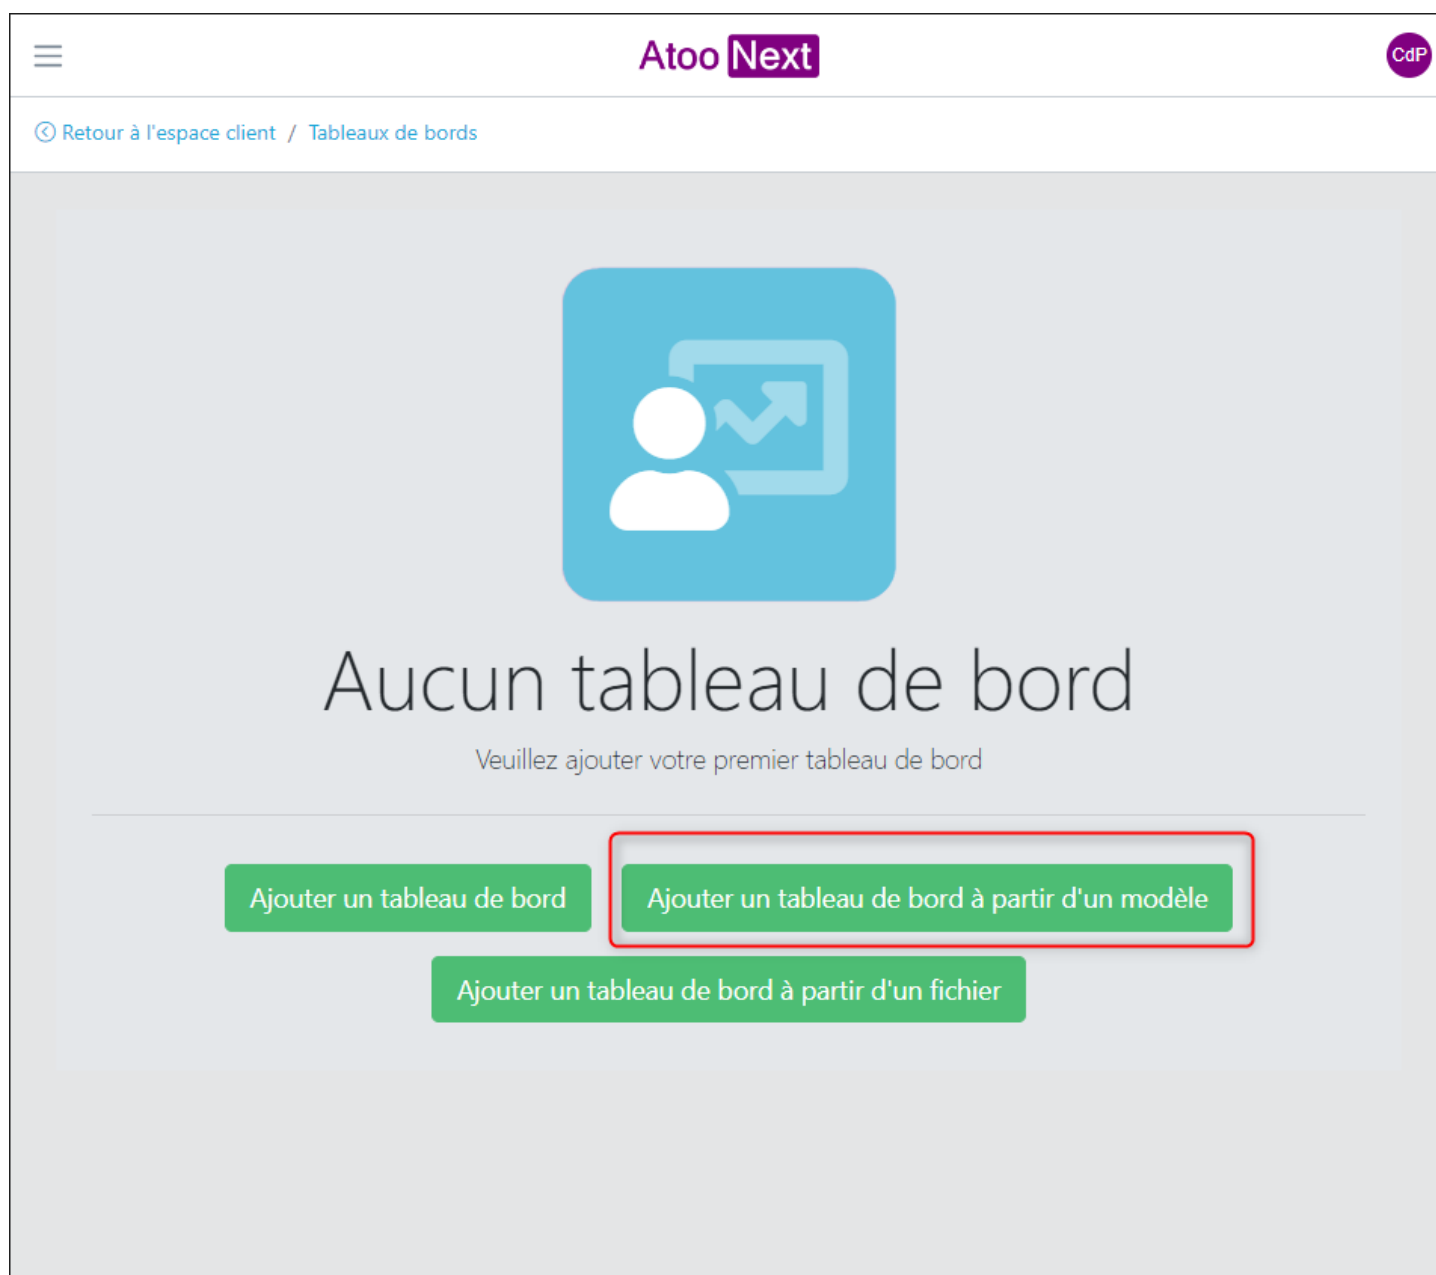 Atoo Next
CdP
Retour à l'espace client / Tableaux de bords
Aucun tableau de bord
Veuillez ajouter votre premier tableau de bord
Ajouter un tableau de bord
Ajouter un tableau de bord à partir d'un modèle
Ajouter un tableau de bord à partir d'un fichier